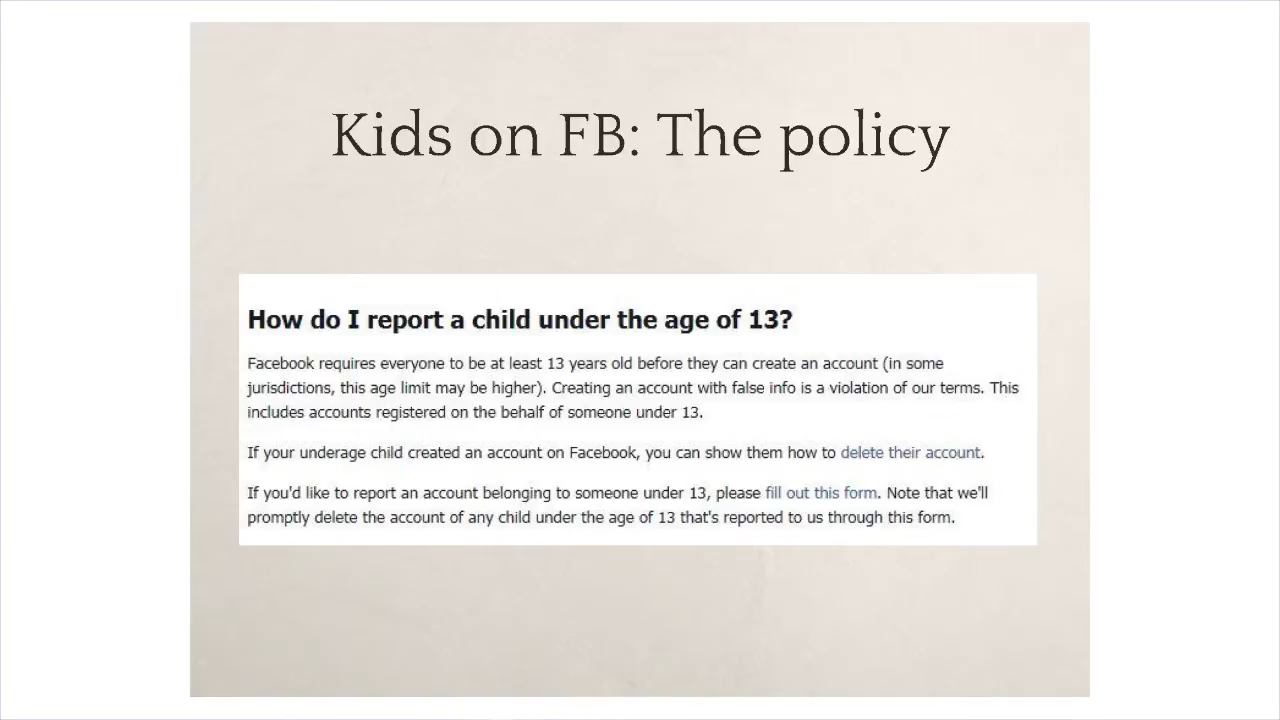 Kids on FB: The policy
How do I report a child under the age of 13?
Facebook requires everyone to be at least 13 years old before they can create an account (in some
jurisdictions, this age limit may be higher). Creating an account with false info is a violation of our terms. This
includes accounts registered on the behalf of someone under 13.
If your underage child created an account on Facebook, you can show them how to delete their account.
If you'd like to report an account belonging to someone under 13, please fill out this form. Note that we'll
promptly delete the account of any child under the age of 13 that's reported to us through this form.